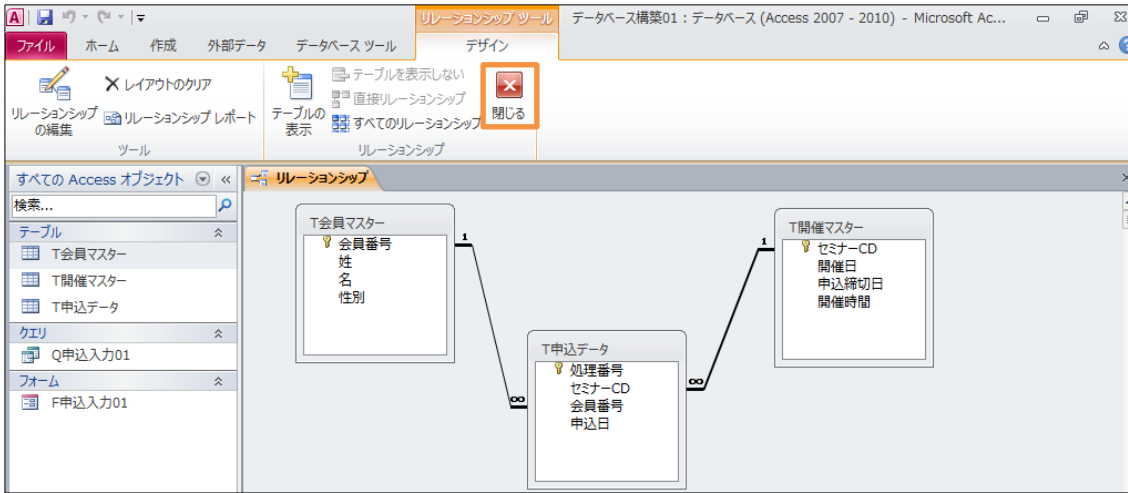 リレーションシップ ツール
データベース構築01 : データベース (Access 2007 - 2010) - Microsoft Ac...
ファイル ホーム 作成 外部データ データベース ツール デザイン
リレーションシップの編集
レイアウトのクリア
リレーションシップ レポート
ツール
テーブルの表示
テーブルを表示しない
直接リレーションシップ
すべてのリレーションシップ
閉じる
リレーションシップ
すべての Access オブジェクト
検索...
テーブル
T会員マスター
T開催マスター
T申込データ
クエリ
Q申込入力01
フォーム
F申込入力01
リレーションシップ
T会員マスター
会員番号
姓
名
性別
1
∞
T申込データ
処理番号
セミナーCD
会員番号
申込日
∞
1
T開催マスター
セミナーCD
開催日
申込締切日
開催時間